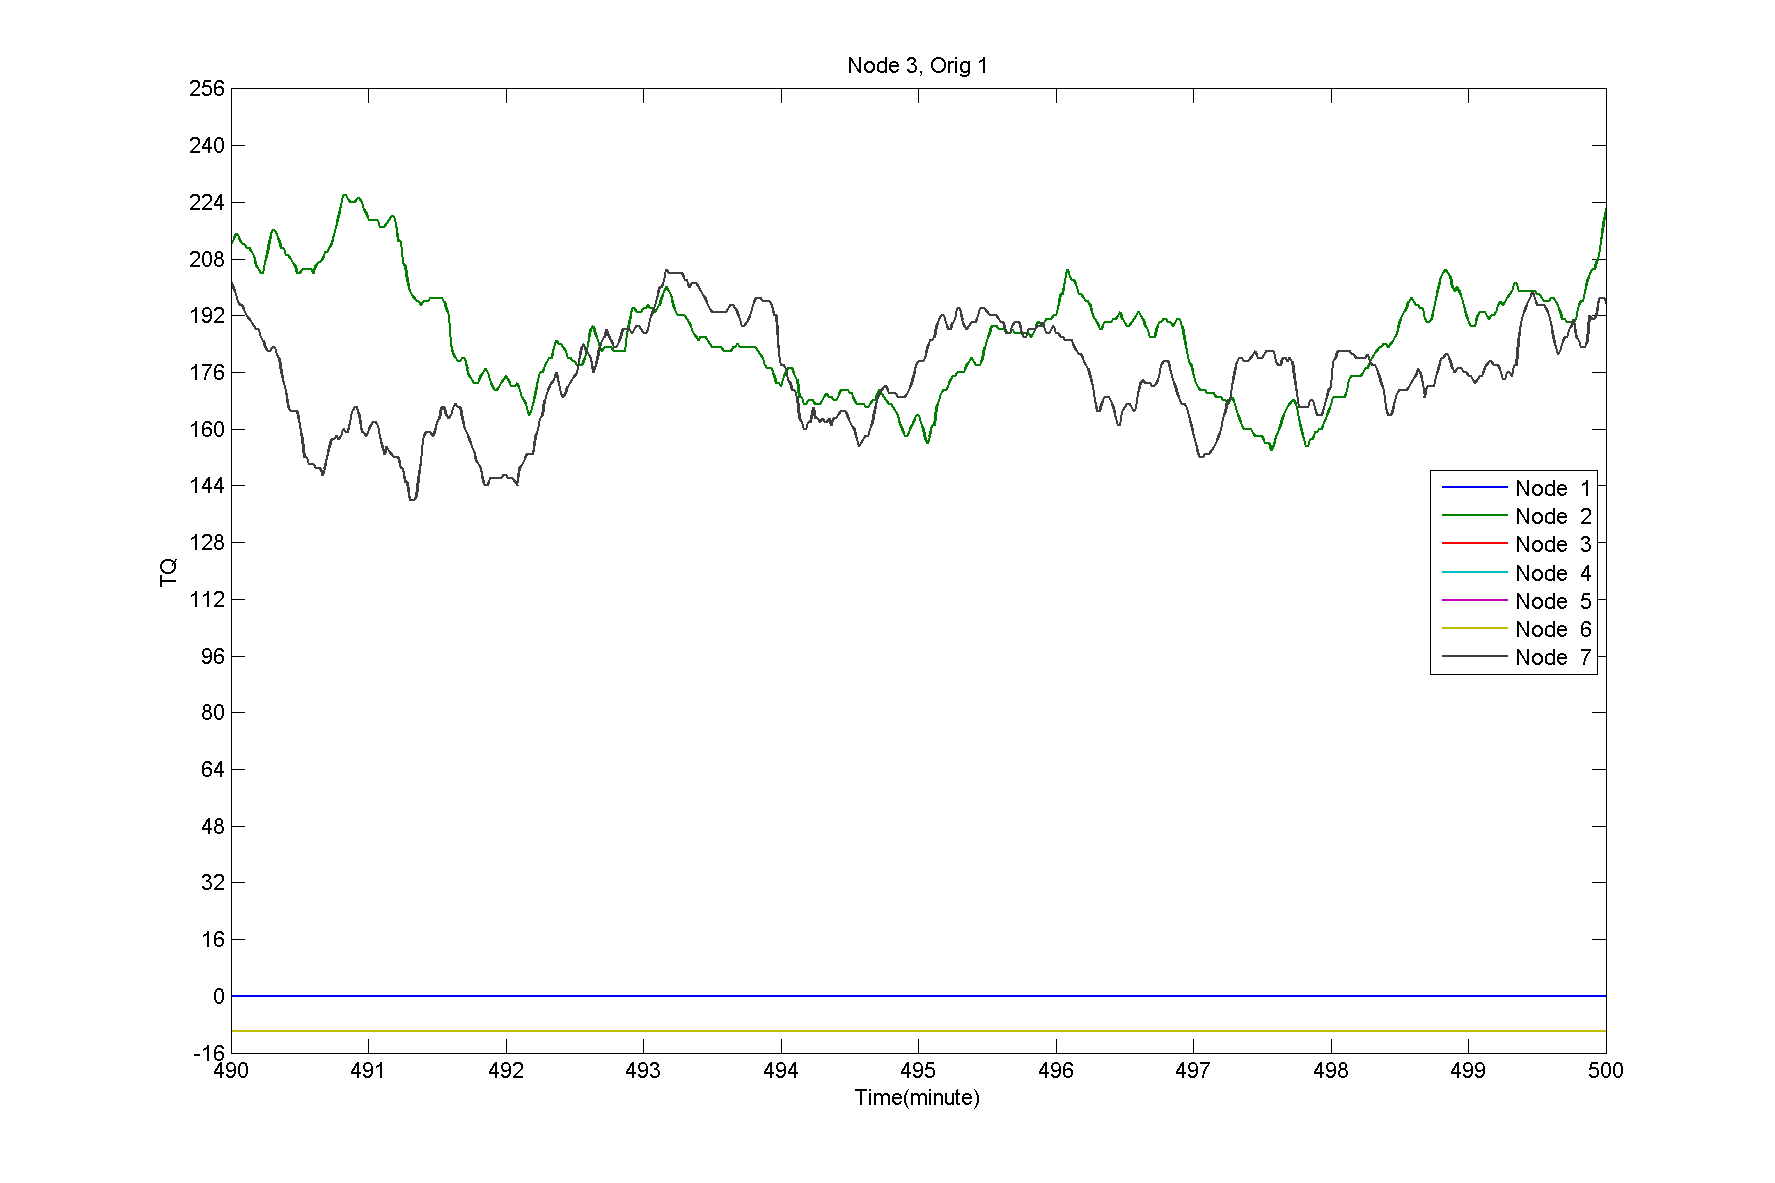 Node 3, Orig 1
256
240
224
208
192
176
160
144
128
112
96
80
64
48
32
16
0
-16
TQ
490 491 492 493 494 495 496 497 498 499 500
Time(minute)
Node 1
Node 2
Node 3
Node 4
Node 5
Node 6
Node 7